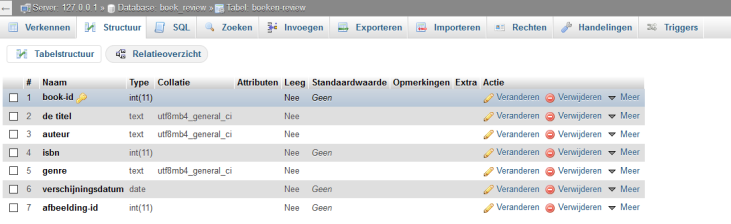 Server: 127.0.0.1 » Database: boek_review » Tabel: boeken-review
Verkennen Structuur SQL Zoeken Invoegen Exporteren Importeren Rechten Handelingen Triggers
Tabelstructuur Relatieoverzicht
# Naam Type Collatie Attributen Leeg Standaardwaarde Opmerkingen Extra Actie
1 book-id int(11) Nee Geen Veranderen Verwijderen Meer
2 de titel text utf8mb4_general_ci Nee Veranderen Verwijderen Meer
3 auteur text utf8mb4_general_ci Nee Veranderen Verwijderen Meer
4 isbn int(11) Nee Geen Veranderen Verwijderen Meer
5 genre text utf8mb4_general_ci Nee Veranderen Verwijderen Meer
6 verschijningsdatum date Nee Geen Veranderen Verwijderen Meer
7 afbeelding-id int(11) Nee Geen Veranderen Verwijderen Meer